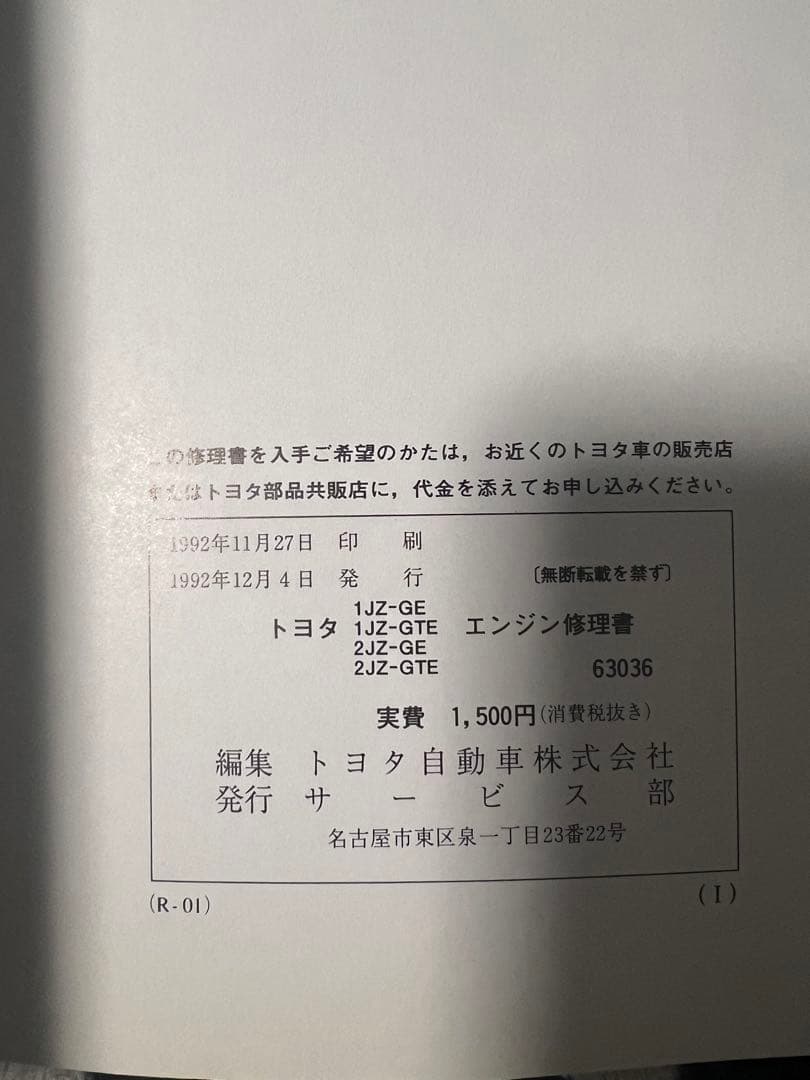 この修理書を入手ご希望のかたは，お近くのトヨタ車の販売店
またはトヨタ部品共販店に，代金を添えてお申し込みください。
1992年11月27日 印 刷
1992年12月4日 発 行 〔無断転載を禁ず〕
トヨタ 1JZ-GE 1JZ-GTE 2JZ-GE 2JZ-GTE エンジン修理書
63036
実費 1,500円(消費税抜き)
編集 トヨタ自動車株式会社
発行 サービス部
名古屋市東区泉一丁目23番22号
(R-01)
(I)